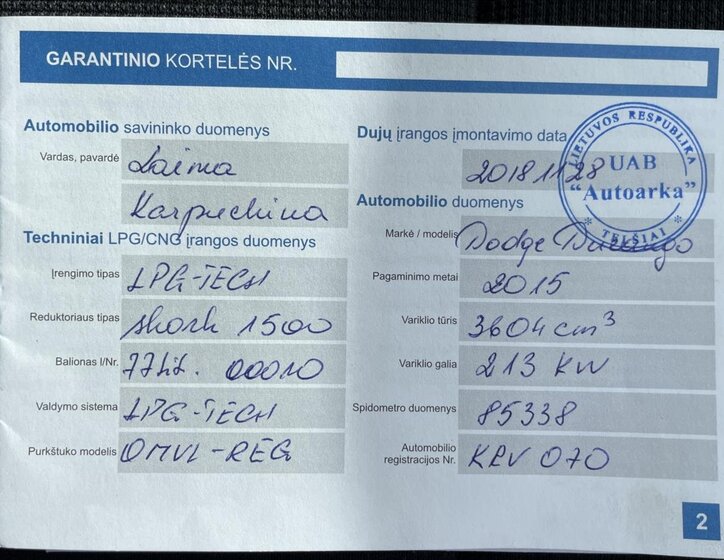 GARANTINIO KORTELĖS NR.
Automobilio savininko duomenys
Vardas, pavardė Laima
Karpuchina
Techniniai LPG/CNG įrangos duomenys
Įrengimo tipas LPG-TECH
Reduktoriaus tipas shark 1500
Balionas l/Nr. 77 lit. 00010
Valdymo sistema LPG-TECH
Purkštuko modelis OMVL-REG
Dujų įrangos įmontavimo data
2018 11 28
Automobilio duomenys
Markė / modelis Dodge Durango
Pagaminimo metai 2015
Variklio tūris 3604 cm³
Variklio galia 213 KW
Spidometro duomenys 85338
Automobilio
registracijos Nr. KRV 070
LIETUVOS RESPUBLIKA
UAB
"Autoarka"
* TELŠIAI *
2